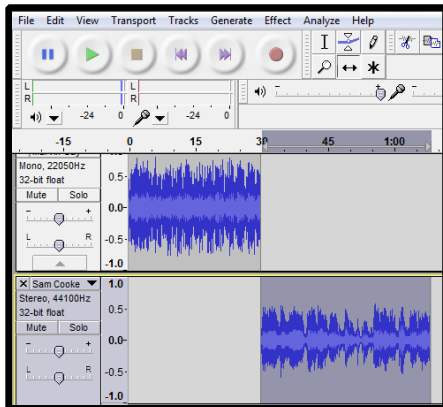 File Edit View Transport Tracks Generate Effect Analyze Help
L L
R R
-24 0 -24 0
-15 0 15 30 45 1:00
Mono, 22050Hz
32-bit float
Mute Solo
- +
L R
0.5
0.0
-0.5
-1.0
X Sam Cooke
Stereo, 44100Hz
32-bit float
Mute Solo
- +
L R
1.0
0.5
0.0
-0.5
-1.0